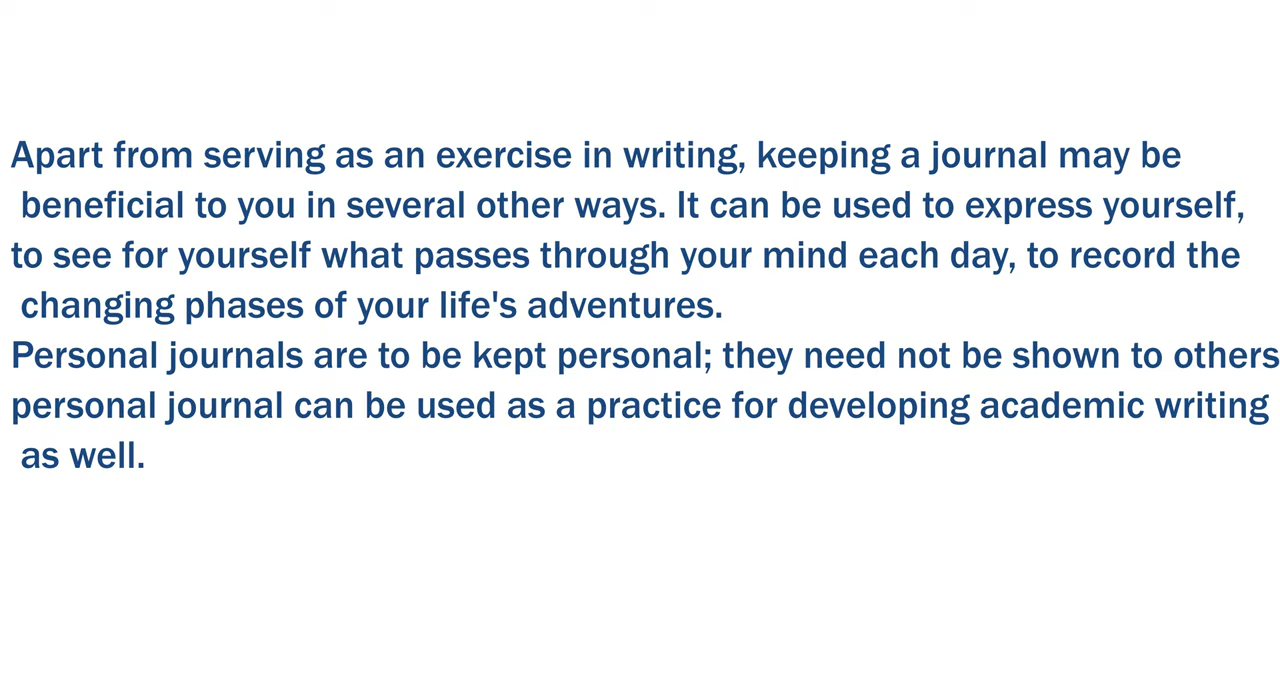 Apart from serving as an exercise in writing, keeping a journal may be
beneficial to you in several other ways. It can be used to express yourself,
to see for yourself what passes through your mind each day, to record the
changing phases of your life's adventures.
Personal journals are to be kept personal; they need not be shown to others
personal journal can be used as a practice for developing academic writing
as well.